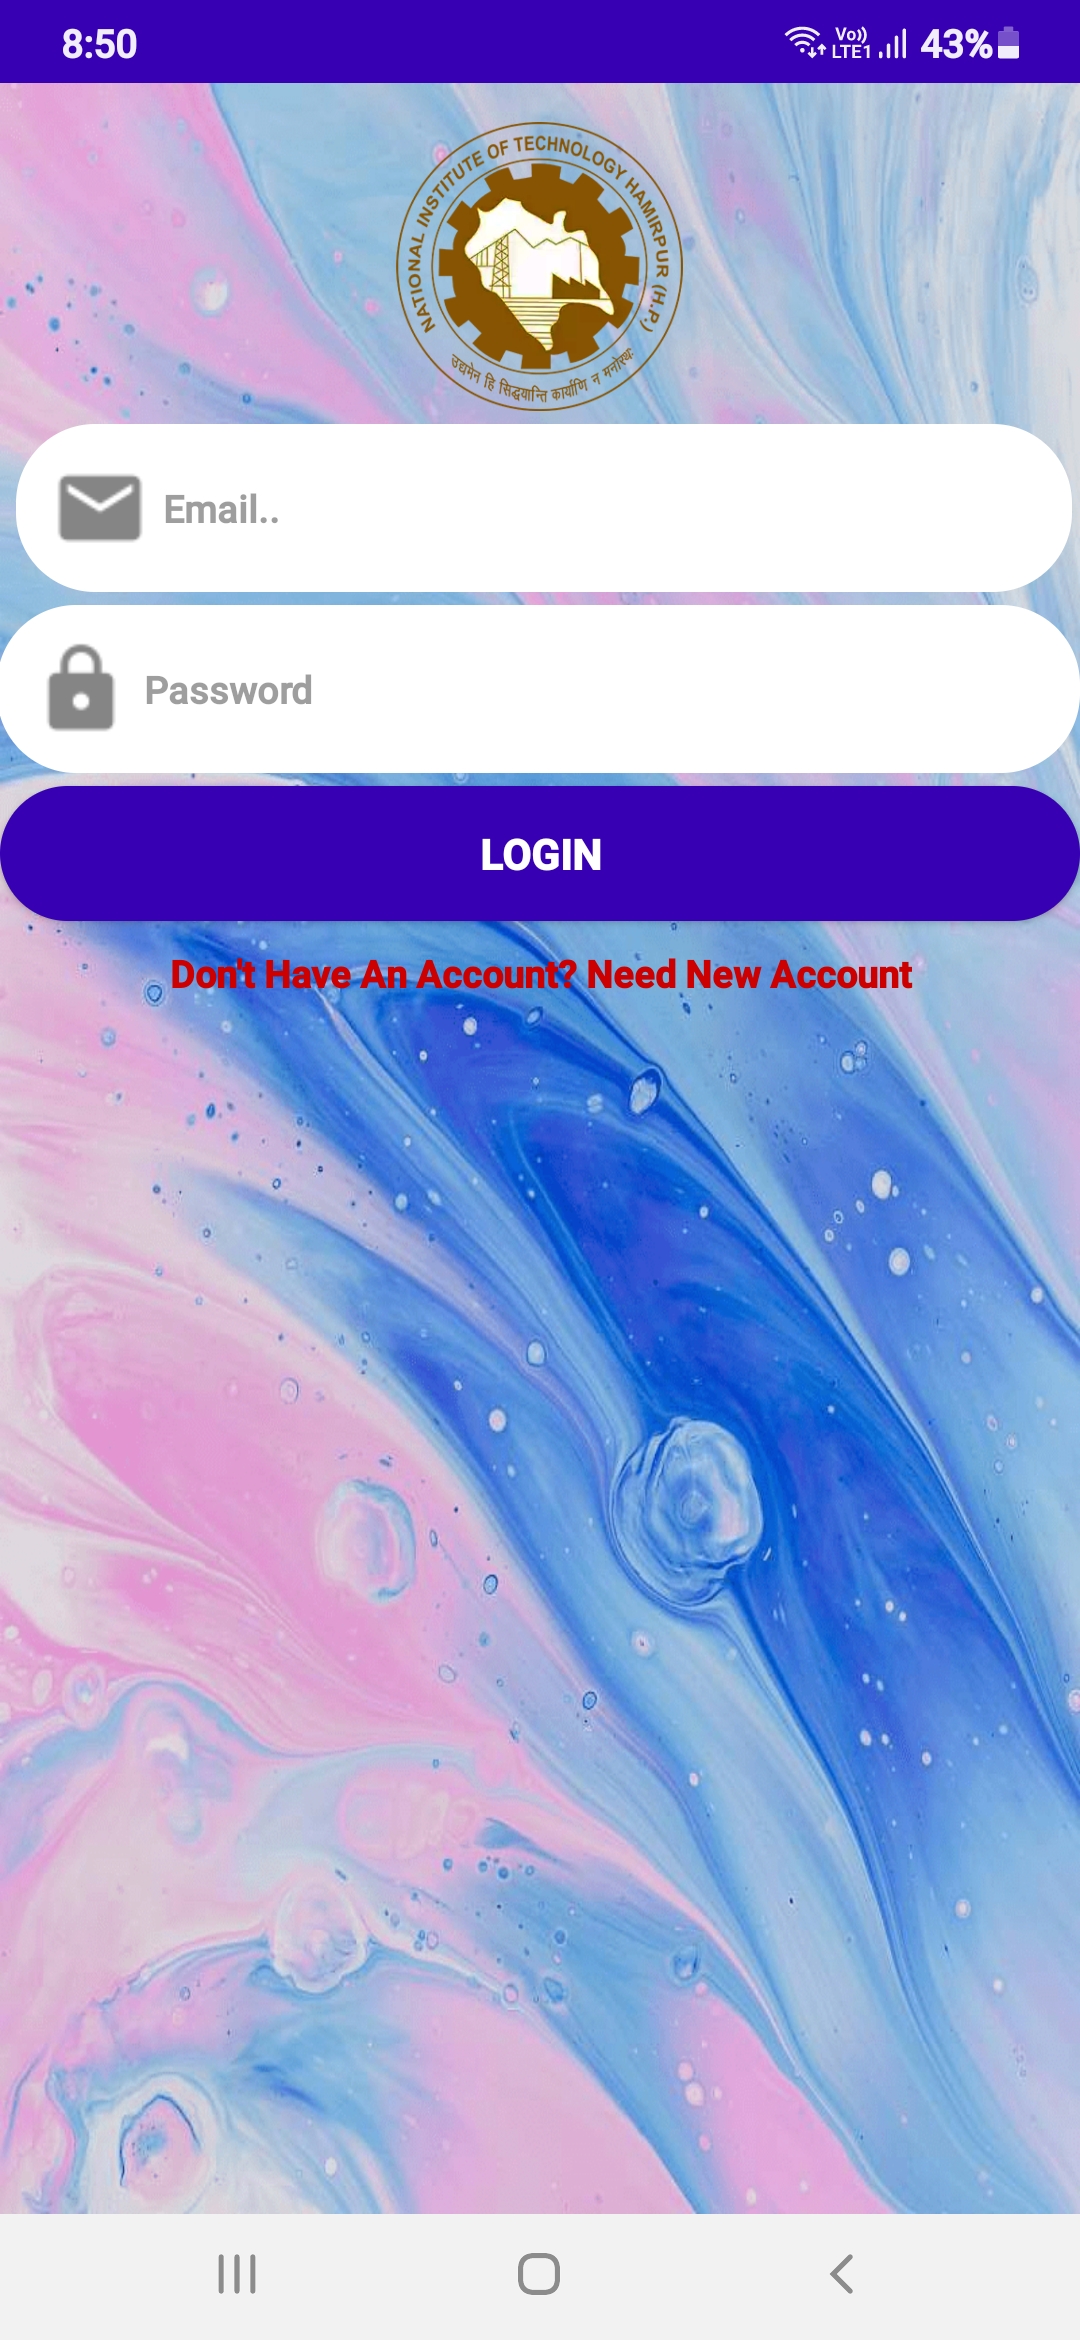 8:50
Vo)) LTE1 43%
NATIONAL INSTITUTE OF TECHNOLOGY HAMIRPUR (H.P.)
उद्यमेन हि सिद्धयान्ति कार्याणि न मनोरथः
Email..
Password
LOGIN
Don't Have An Account? Need New Account